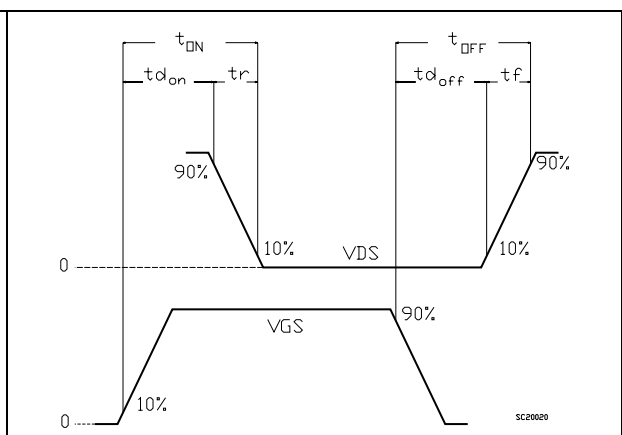 tON tOFF
tdon tr tdoff tf
90% 90%
10% 10%
VDS
0
90%
VGS
10%
0
SC20020